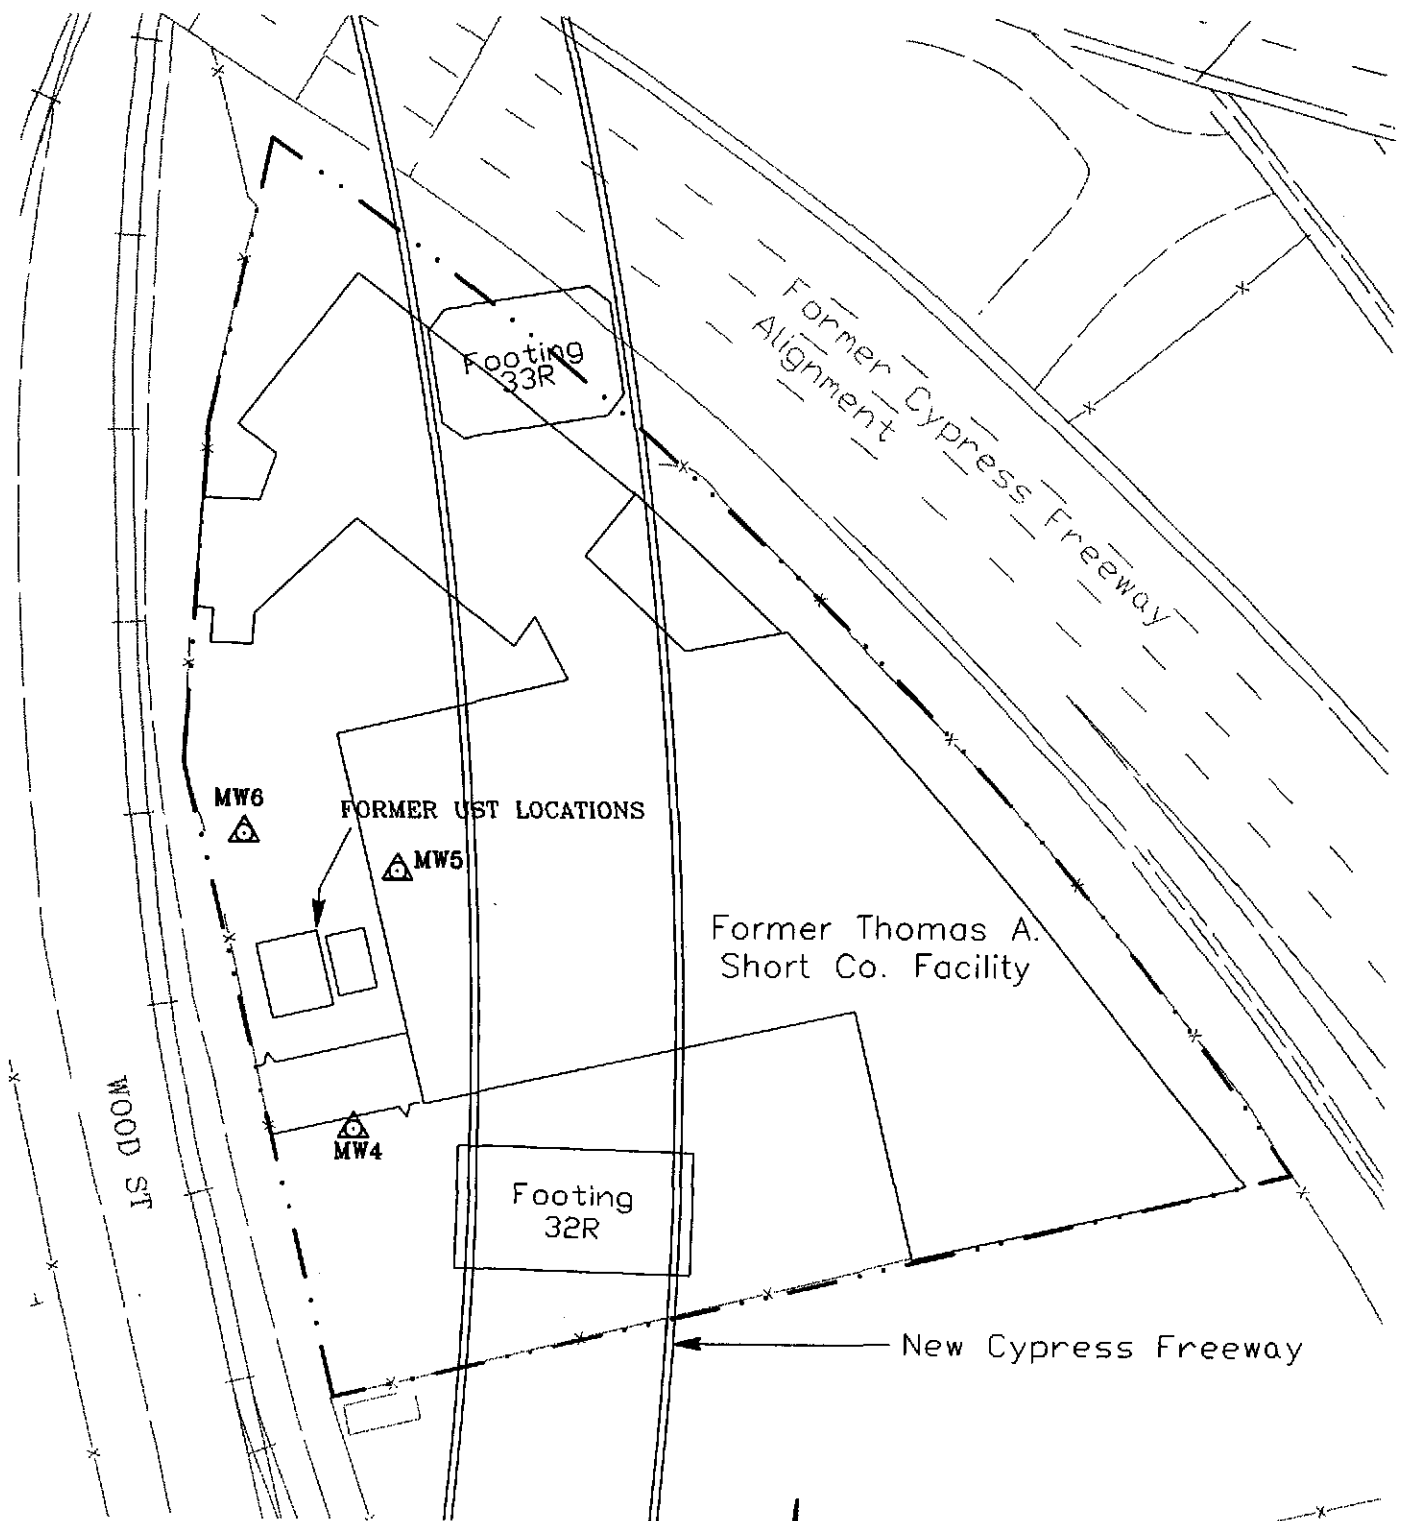 Footing
33R
Former Cypress Freeway
Alignment
MW6
FORMER UST LOCATIONS
MW5
Former Thomas A.
Short Co. Facility
WOOD ST
MW4
Footing
32R
New Cypress Freeway